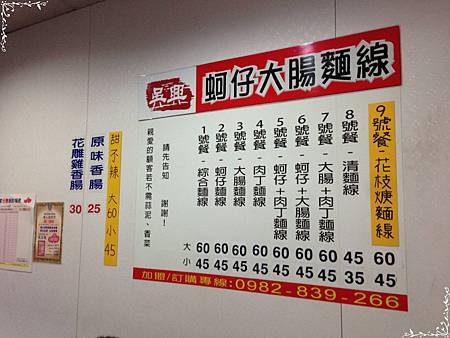 吳興
蚵仔大腸麵線
9號餐-花枝焿麵線 60 45
8號餐-清麵線 45 35
7號餐-大腸+肉丁麵線 60 45
6號餐-蚵仔+大腸麵線 60 45
5號餐-蚵仔+肉丁麵線 60 45
4號餐-肉丁麵線 60 45
3號餐-大腸麵線 60 45
2號餐-蚵仔麵線 60 45
1號餐-綜合麵線 60 45
大
小
親愛的顧客若不需蒜泥、香菜
請先告知 謝謝!
加盟/訂購專線:0982-839-266
甜不辣 大60小45
原味香腸 25
花雕雞香腸 30